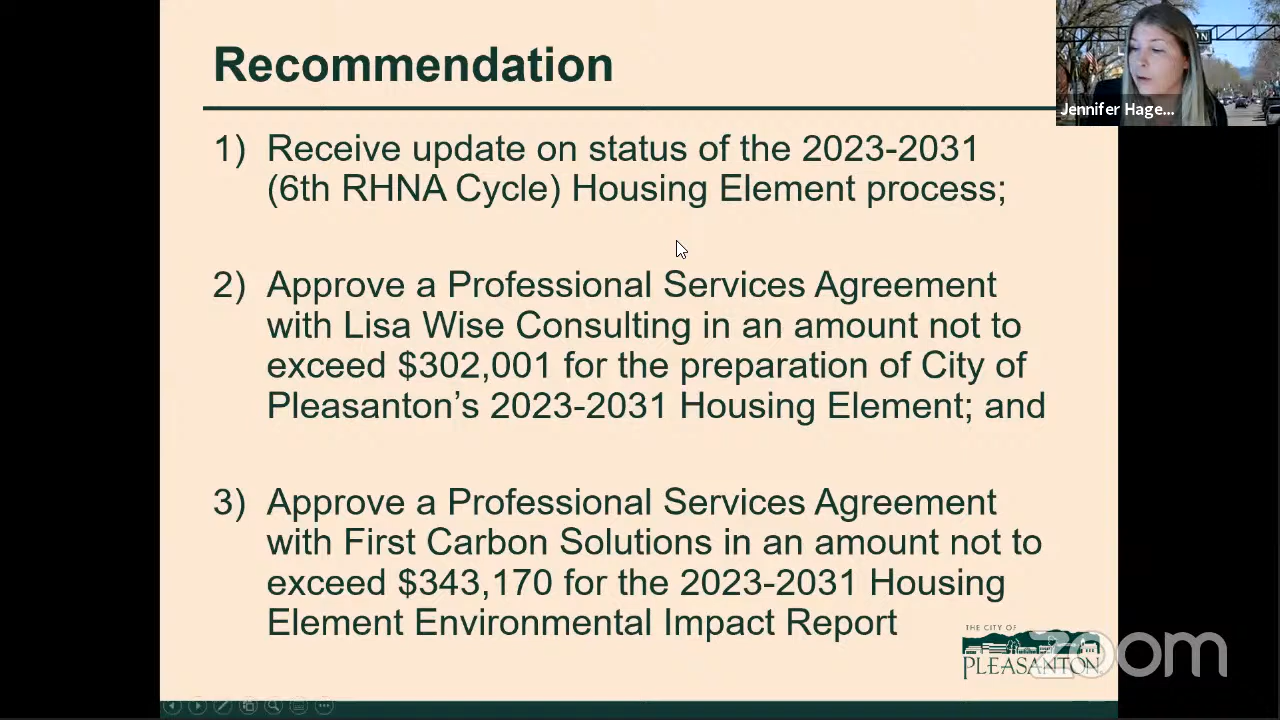 Recommendation
1) Receive update on status of the 2023-2031
(6th RHNA Cycle) Housing Element process;
2) Approve a Professional Services Agreement
with Lisa Wise Consulting in an amount not to
exceed $302,001 for the preparation of City of
Pleasanton’s 2023-2031 Housing Element; and
3) Approve a Professional Services Agreement
with First Carbon Solutions in an amount not to
exceed $343,170 for the 2023-2031 Housing
Element Environmental Impact Report
THE CITY OF
PLEASANTON
zoom
Jennifer Hage...